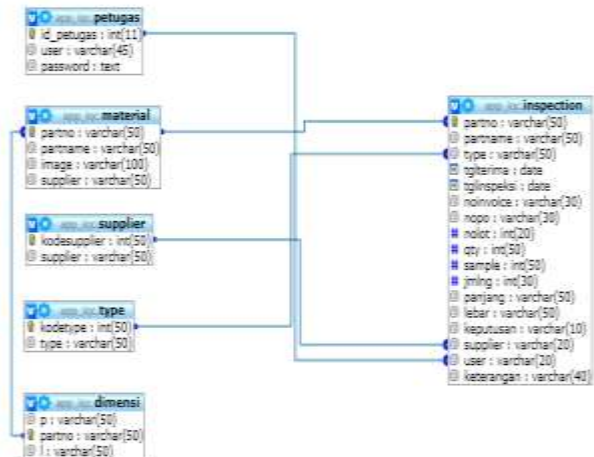 petugas
id_petugas : int(11)
user : varchar(45)
password : text
material
partno : varchar(50)
partname : varchar(50)
image : varchar(100)
supplier : varchar(50)
supplier
kodesupplier : int(50)
supplier : varchar(50)
type
kodetype : int(50)
type : varchar(50)
dimensi
p : varchar(50)
partno : varchar(50)
l : varchar(50)
inspection
partno : varchar(50)
partname : varchar(50)
type : varchar(50)
tglterima : date
tglinspeksi : date
noinvoice : varchar(30)
nopo : varchar(30)
# nolot : int(20)
# qty : int(50)
# sample : int(50)
# jmlng : int(30)
panjang : varchar(50)
lebar : varchar(50)
keputusan : varchar(10)
supplier : varchar(20)
user : varchar(20)
keterangan : varchar(40)